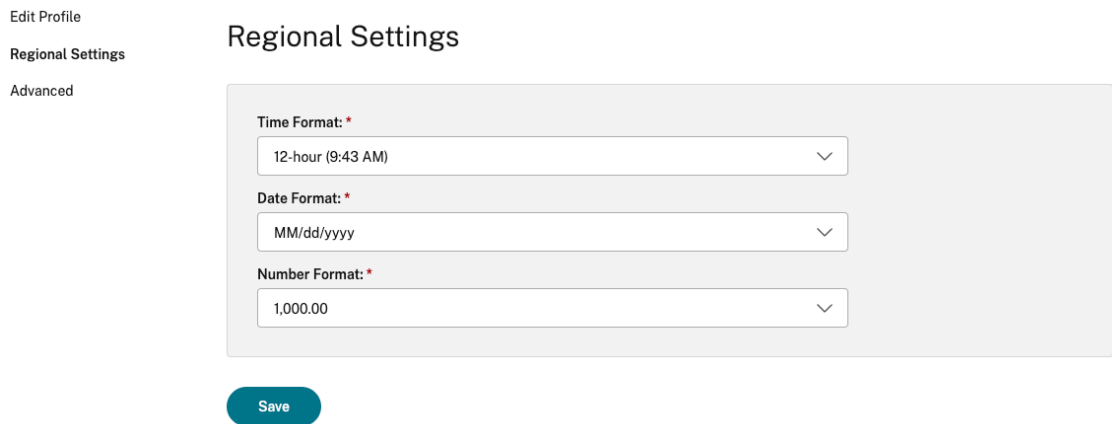 Edit Profile
Regional Settings
Advanced
Regional Settings
Time Format: *
12-hour (9:43 AM)
Date Format: *
MM/dd/yyyy
Number Format: *
1,000.00
Save